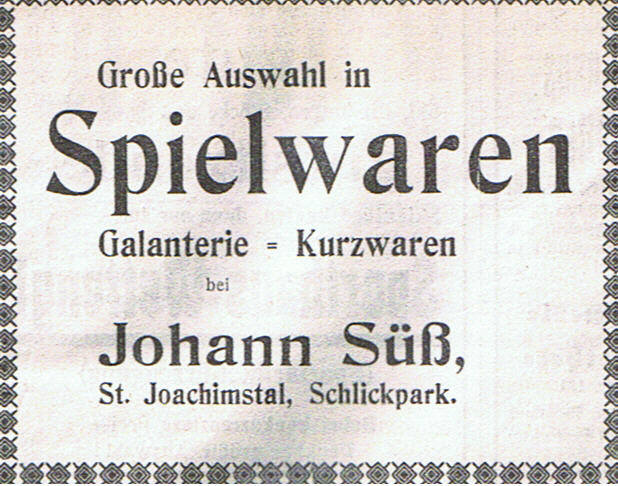 Große Auswahl in
Spielwaren
Galanterie = Kurzwaren
bei
Johann Süß,
St. Joachimstal, Schlickpark.